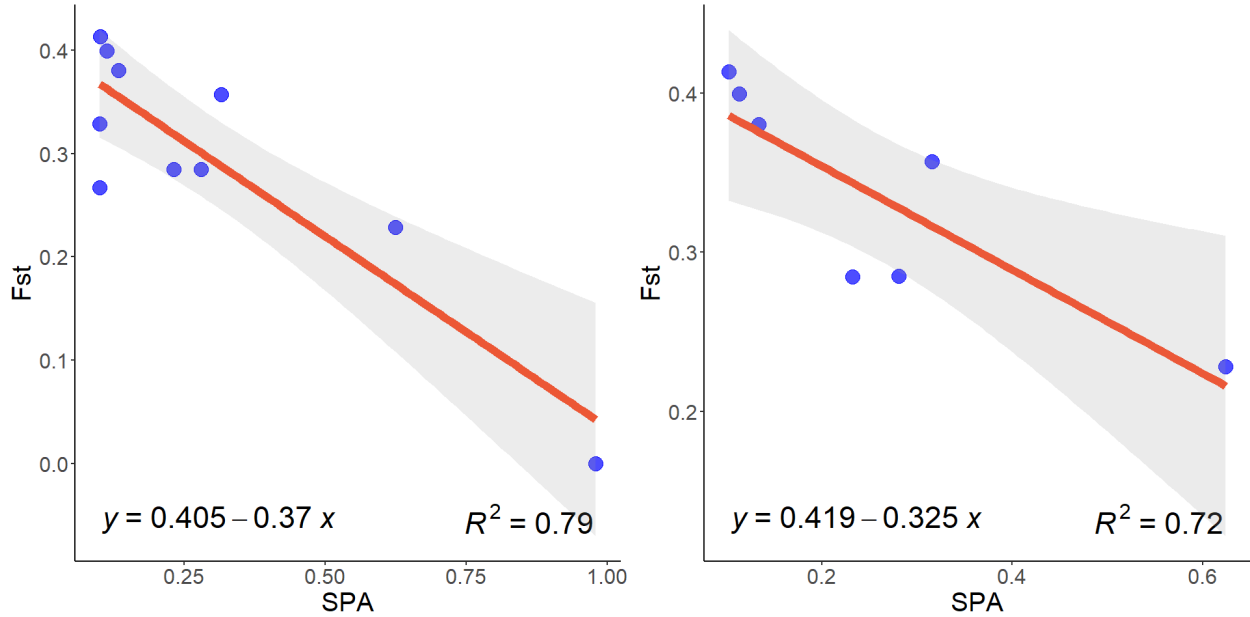 Fst
0.4
0.3
0.2
0.1
0.0
y = 0.405 – 0.37 x
R² = 0.79
0.25 0.50 0.75 1.00
SPA
Fst
0.4
0.3
0.2
y = 0.419 – 0.325 x
R² = 0.72
0.2 0.4 0.6
SPA